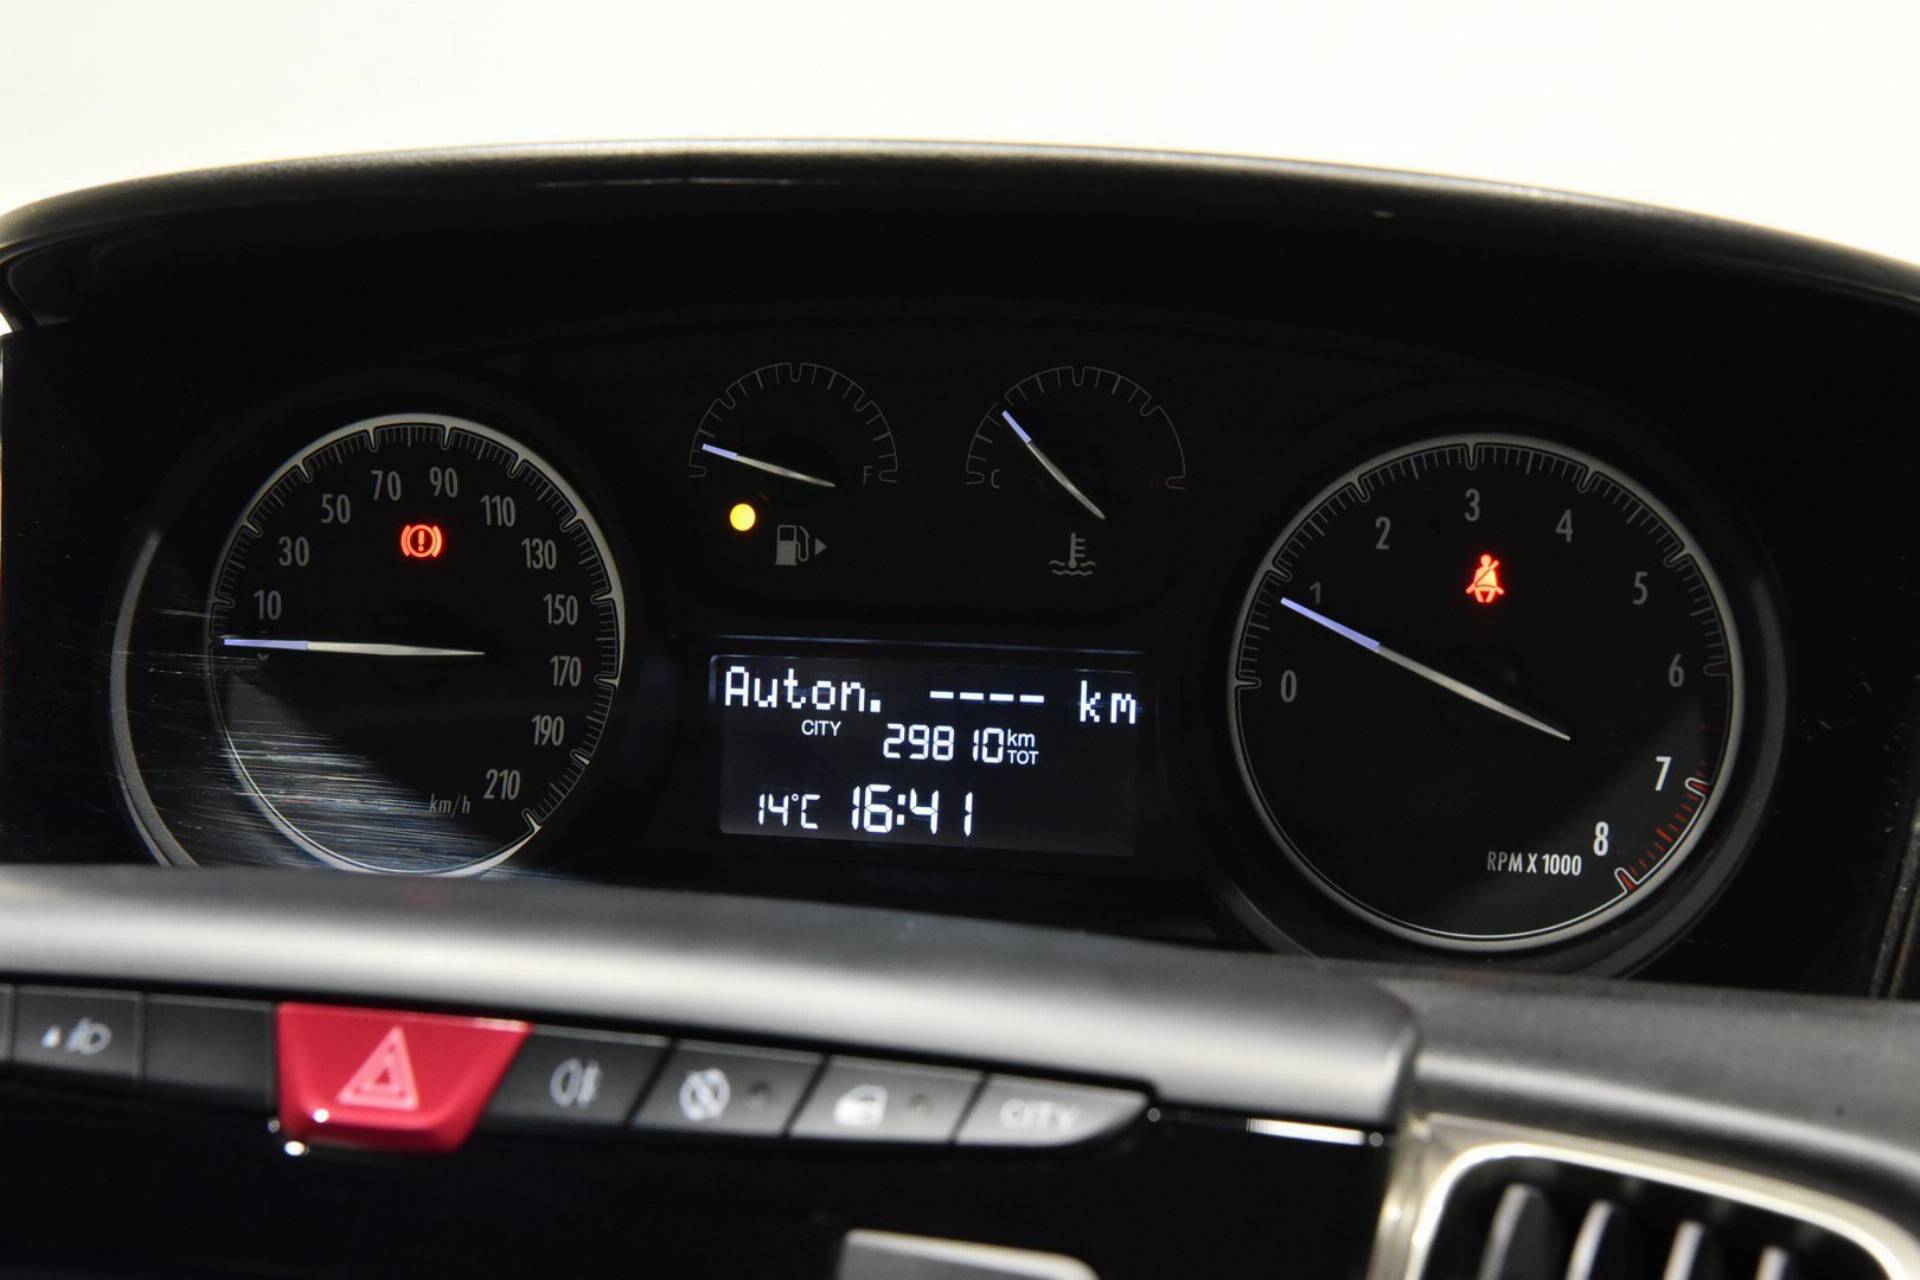 10 30 50 70 90 110 130 150 170 190 210
km/h
F
C
Auton. ---- km
CITY
29810 km TOT
14°C 16:41
0 1 2 3 4 5 6 7 8
RPM X 1000
CITY